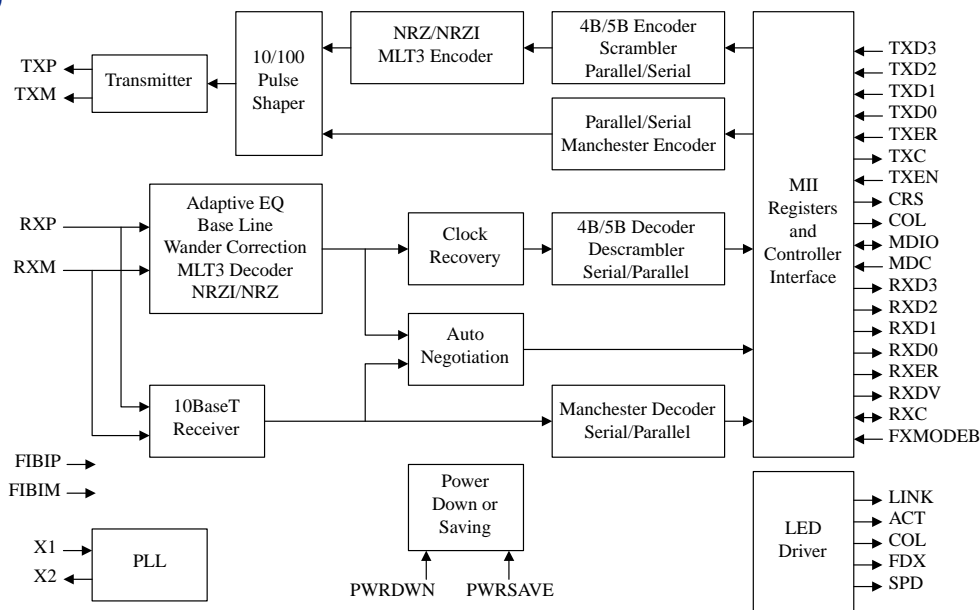 TXP
TXM
Transmitter
10/100
Pulse
Shaper
NRZ/NRZI
MLT3 Encoder
4B/5B Encoder
Scrambler
Parallel/Serial
Parallel/Serial
Manchester Encoder
RXP
RXM
Adaptive EQ
Base Line
Wander Correction
MLT3 Decoder
NRZI/NRZ
Clock
Recovery
4B/5B Decoder
Descrambler
Serial/Parallel
Auto
Negotiation
10BaseT
Receiver
Manchester Decoder
Serial/Parallel
MII
Registers
and
Controller
Interface
TXD3
TXD2
TXD1
TXD0
TXER
TXC
TXEN
CRS
COL
MDIO
MDC
RXD3
RXD2
RXD1
RXD0
RXER
RXDV
RXC
FXMODEB
FIBIP
FIBIM
X1
X2
PLL
Power
Down or
Saving
PWRDWN
PWRSAVE
LED
Driver
LINK
ACT
COL
FDX
SPD